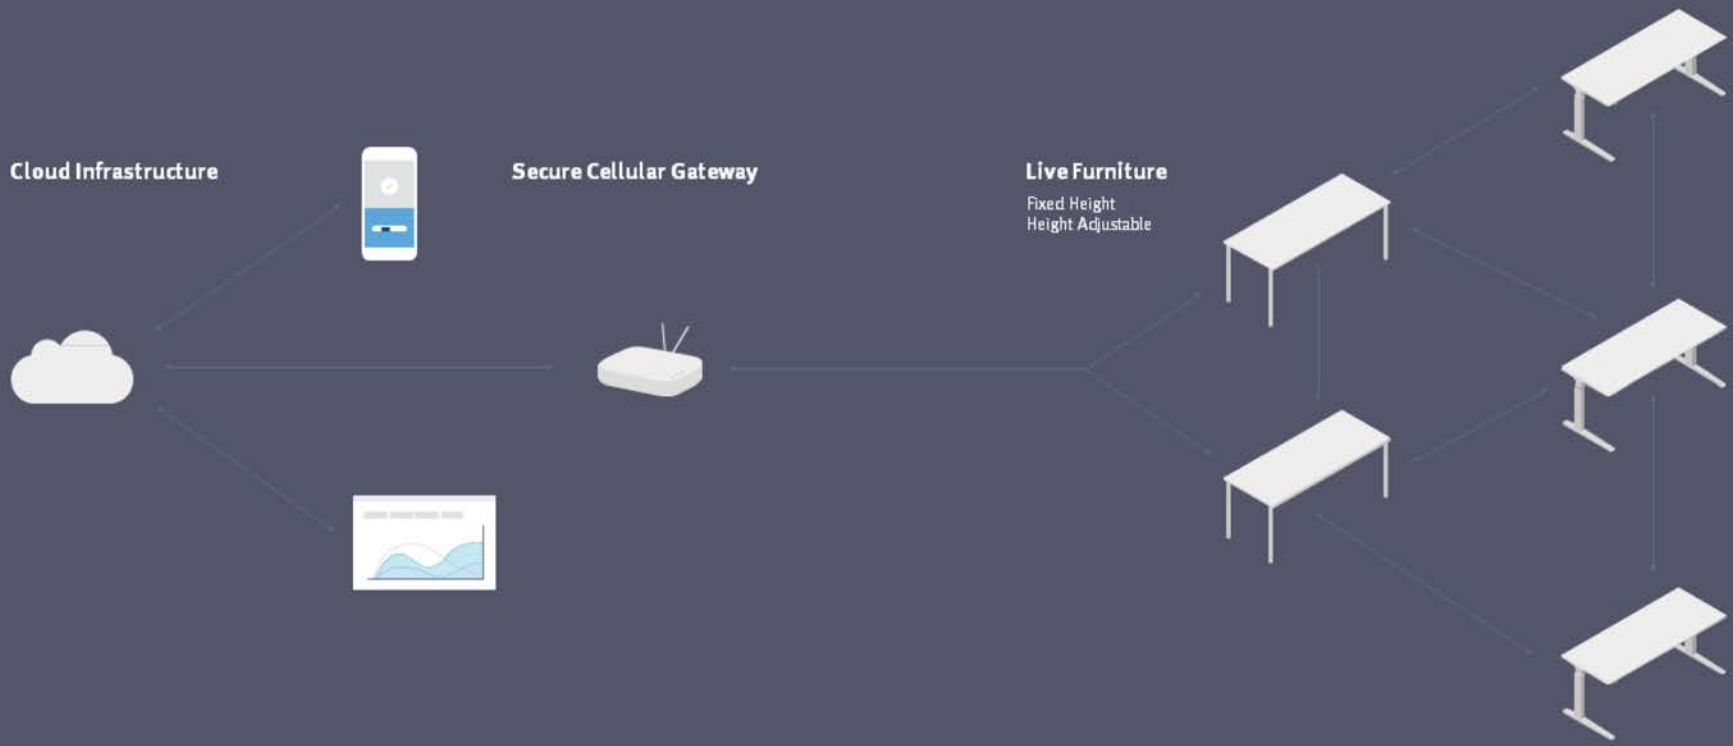 Cloud Infrastructure
Secure Cellular Gateway
Live Furniture
Fixed Height
Height Adjustable